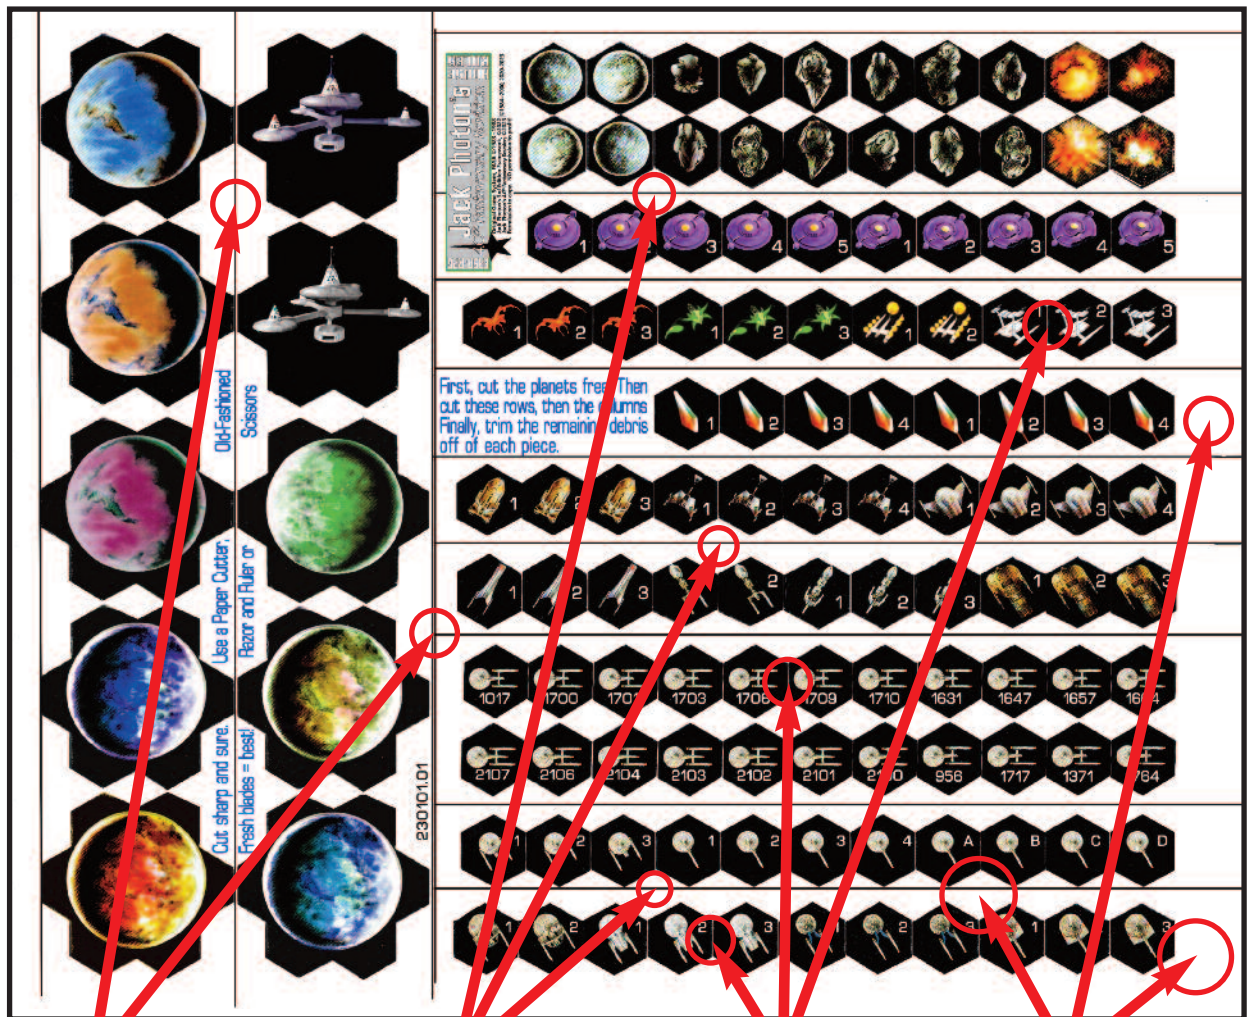 Jack Photon's
1 3 4 5 1 2 3 4 5
1 2 3 1 2 3 1 2 1 2 3
First, cut the planets free. Then
cut these rows, then the columns
Finally, trim the remaining debris
off of each piece.
1 2 3 4 1 2 3 4
1 2 3 1 2 3 4 1 2 3 4
1 2 3 2 1 2 3 1 2 3
1017 1700 1703 1709 1710 1631 1647 1657
2107 2106 2104 2103 2102 2101 956 1717 1371
1 2 3 1 2 3 4 A B C D
1 2 1 2 3 1 2 3 1 3
Old-Fashioned
Scissors
Use a Paper Cutter,
Razor and Ruler or
Cut sharp and sure.
Fresh blades = best!
230101.01